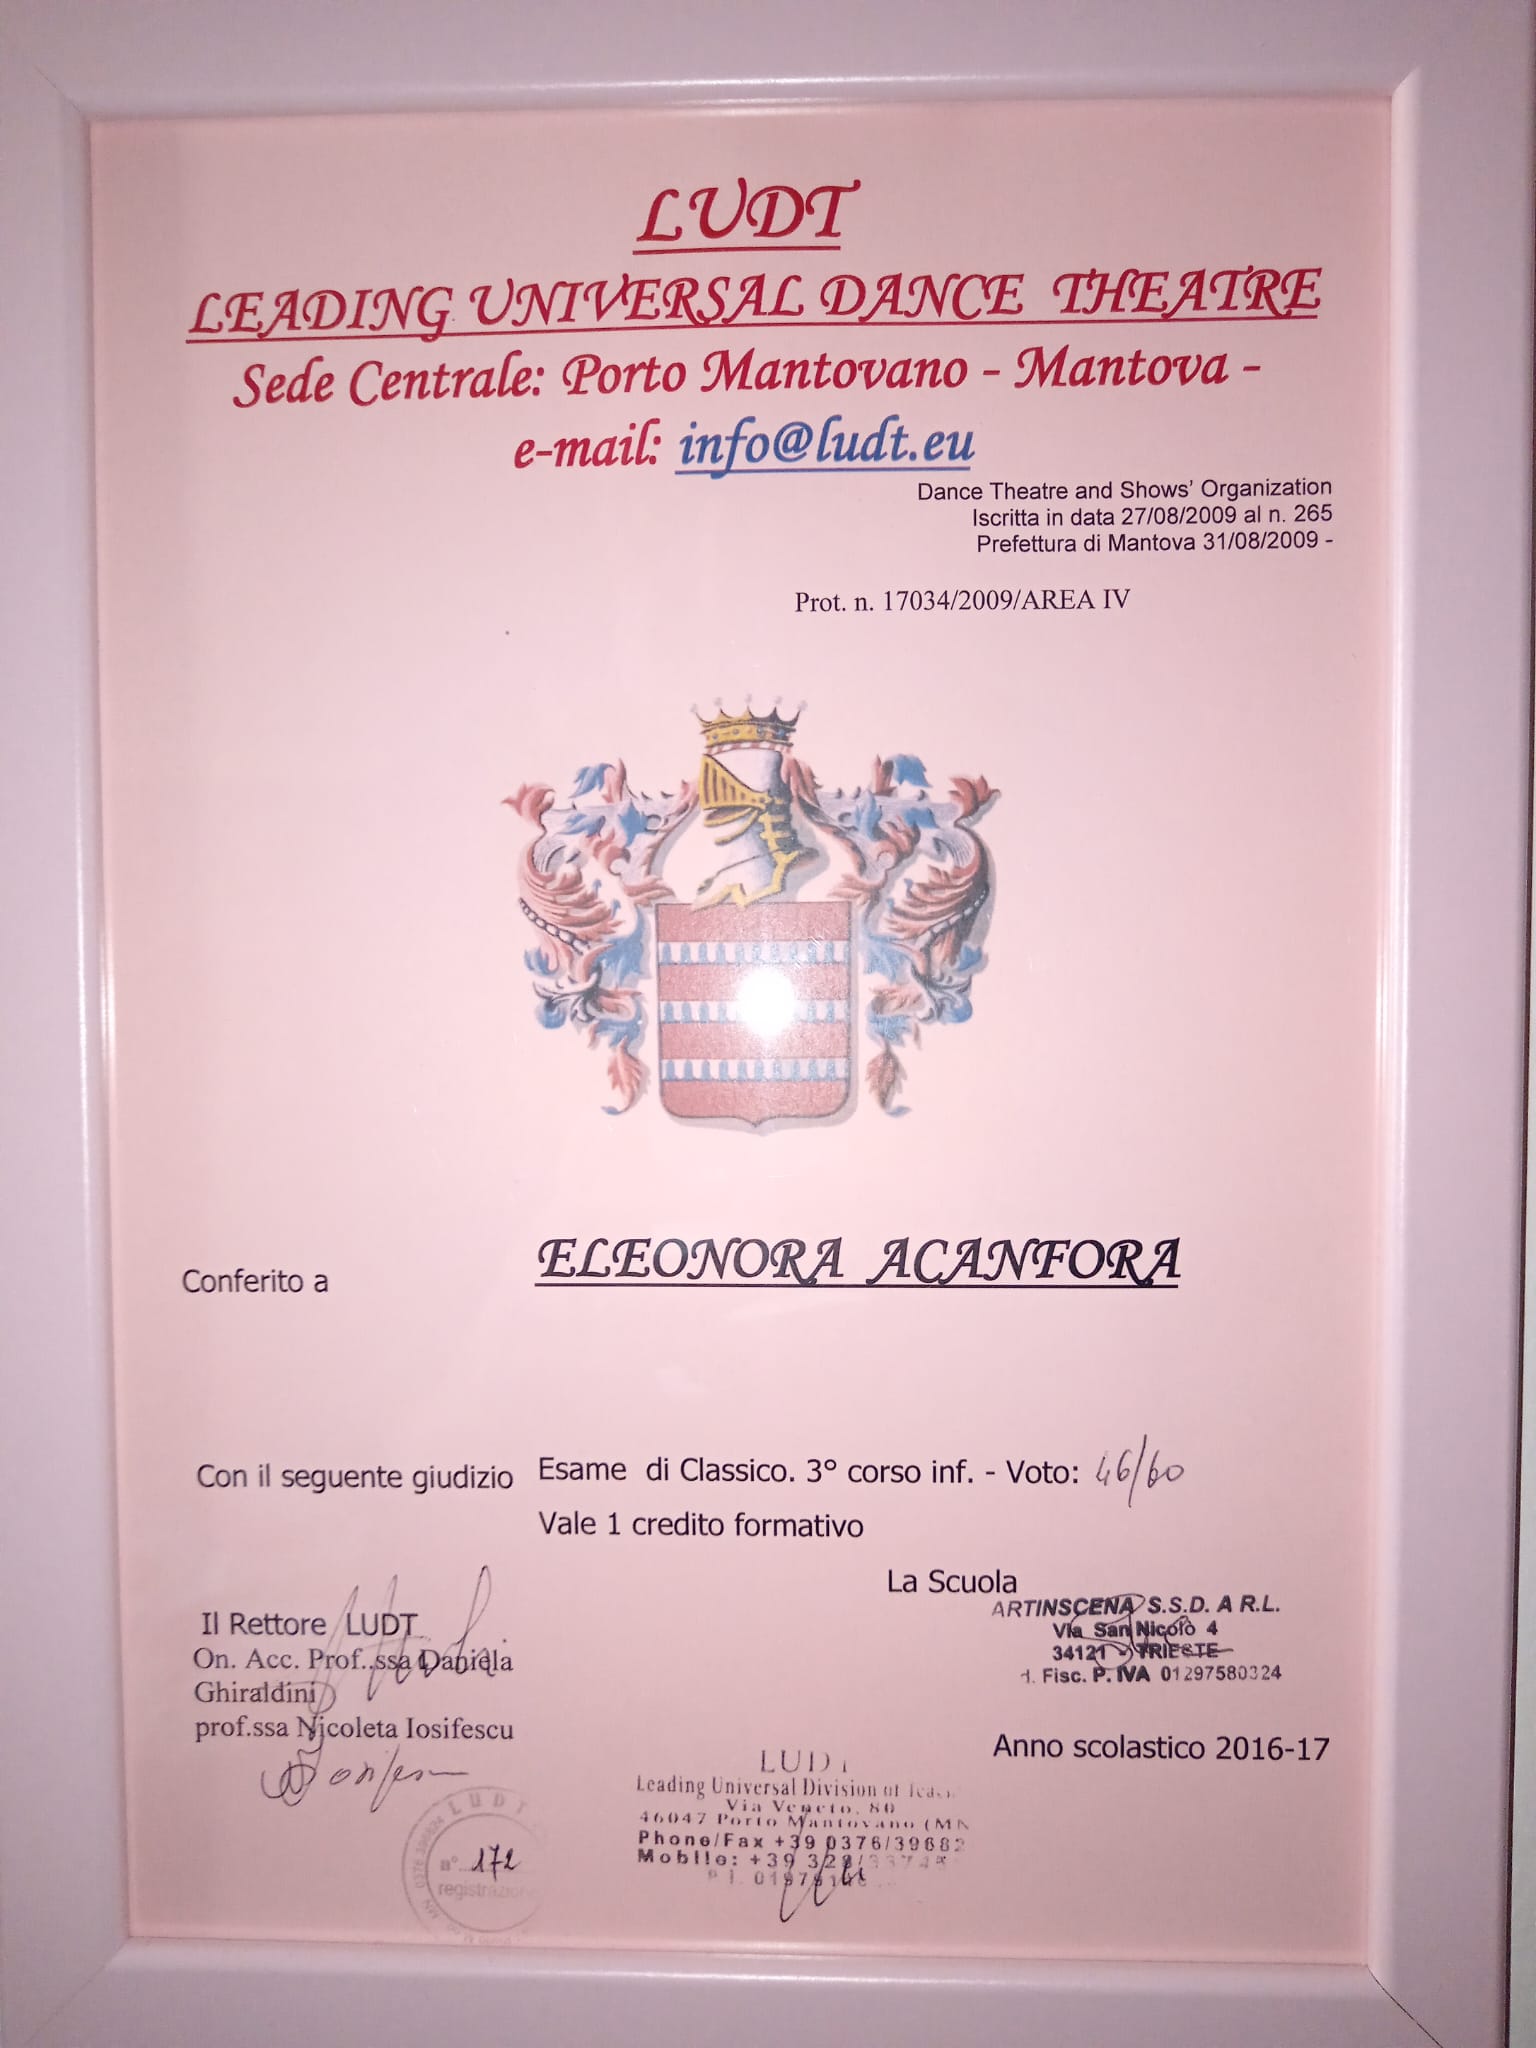 LUDT
LEADING UNIVERSAL DANCE THEATRE
Sede Centrale: Porto Mantovano - Mantova -
e-mail: info@ludt.eu
Dance Theatre and Shows' Organization
Iscritta in data 27/08/2009 al n. 265
Prefettura di Mantova 31/08/2009 -
Prot. n. 17034/2009/AREA IV
Conferito a ELEONORA ACANFORA
Con il seguente giudizio Esame di Classico. 3° corso inf. - Voto: 46/60
Vale 1 credito formativo
La Scuola
ARTINSCENA S.S.D. A R.L.
Via San Nicolò 4
34121 - TRIESTE
Fisc. P. IVA 01297580324
Il Rettore LUDT
On. Acc. Prof..ssa Daniela
Ghiraldini
prof.ssa Nicoleta Iosifescu
Anno scolastico 2016-17
LUDT
Leading Universal Division of
Via Veneto, 80
46047 Porto Mantovano (MN
Phone/Fax +39 0376/39682
Mobile: +39 328/
LUDT
n° 172
registrazione